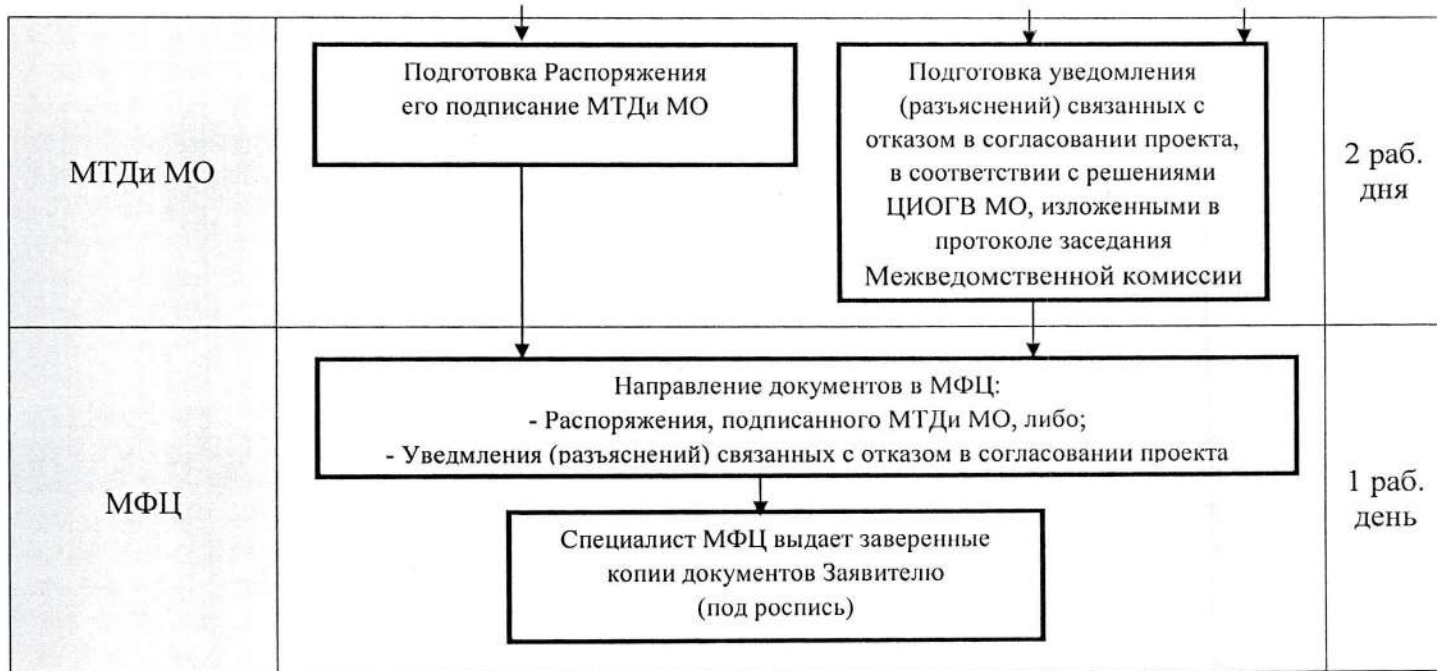 МТДи МО
Подготовка Распоряжения
его подписание МТДи МО
Подготовка уведомления
(разъяснений) связанных с
отказом в согласовании проекта,
в соответствии с решениями
ЦИОГВ МО, изложенными в
протоколе заседания
Межведомственной комиссии
2 раб.
дня
МФЦ
Направление документов в МФЦ:
- Распоряжения, подписанного МТДи МО, либо;
- Уведмления (разъяснений) связанных с отказом в согласовании проекта
Специалист МФЦ выдает заверенные
копии документов Заявителю
(под роспись)
1 раб.
день